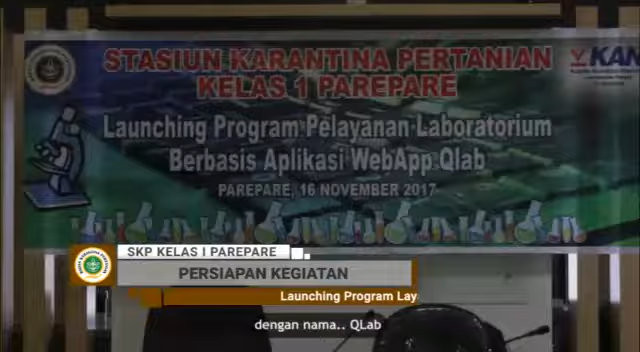 STASIUN KARANTINA PERTANIAN
KELAS 1 PAREPARE
KAN
Launching Program Pelayanan Laboratorium
Berbasis Aplikasi WebApp Qlab
PAREPARE, 16 NOVEMBER 2017
SKP KELAS I PAREPARE
PERSIAPAN KEGIATAN
Launching Program Lay
dengan nama.. QLab